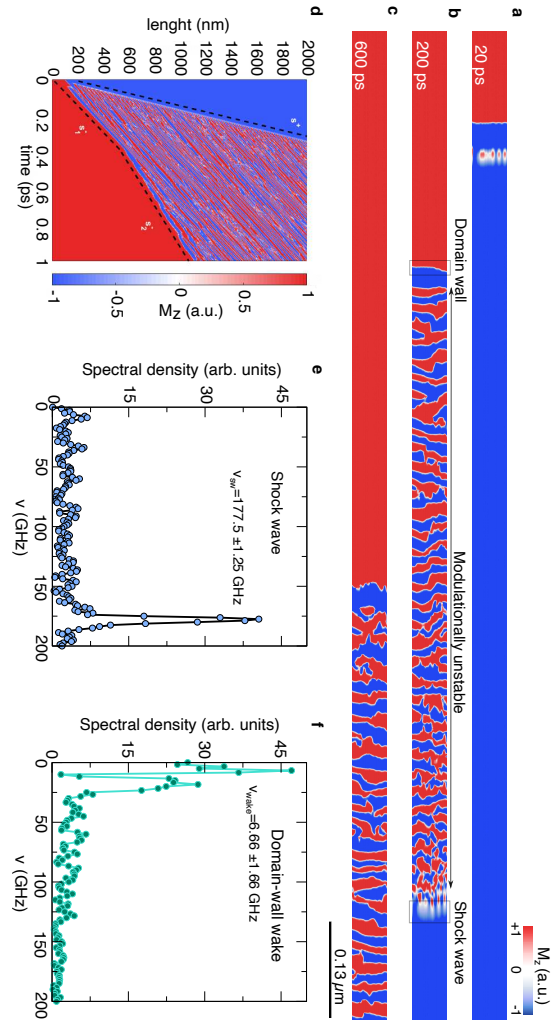 a
20 ps
+1
0
-1
M_z (a.u.)
b
200 ps
Domain wall
Modulationally unstable
Shock wave
c
600 ps
0.13 μm
d
lenght (nm)
2000
1800
1600
1400
1200
1000
800
600
400
200
0
0
0.2
0.4
0.6
0.8
1
time (ps)
s+
s-1
s-2
1
0.5
0
-0.5
-1
M_Z (a.u.)
e
Spectral density (arb. units)
45
30
15
0
Shock wave
ν_sw=177.5 ±1.25 GHz
0
50
100
150
200
ν (GHz)
f
Spectral density (arb. units)
45
30
15
0
Domain-wall wake
ν_wake=6.66 ±1.66 GHz
0
50
100
150
200
ν (GHz)